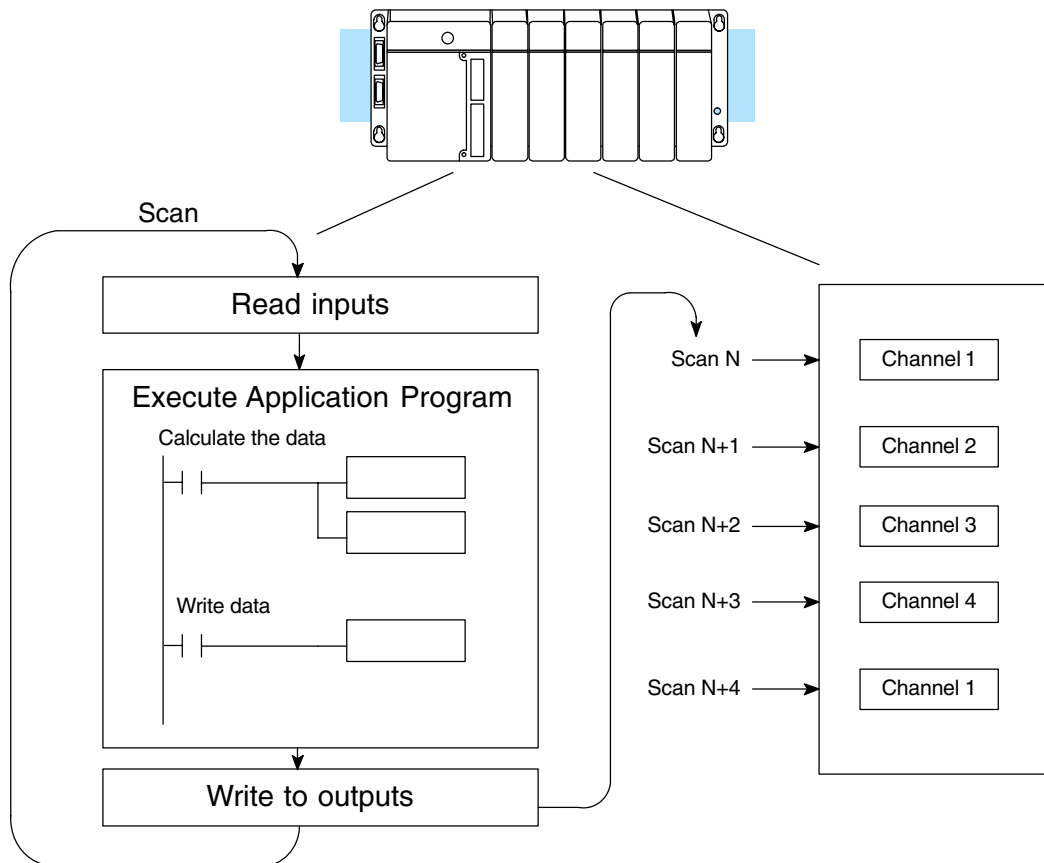 Scan
Read inputs
Execute Application Program
Calculate the data
Write data
Write to outputs
Scan N
Channel 1
Scan N+1
Channel 2
Scan N+2
Channel 3
Scan N+3
Channel 4
Scan N+4
Channel 1